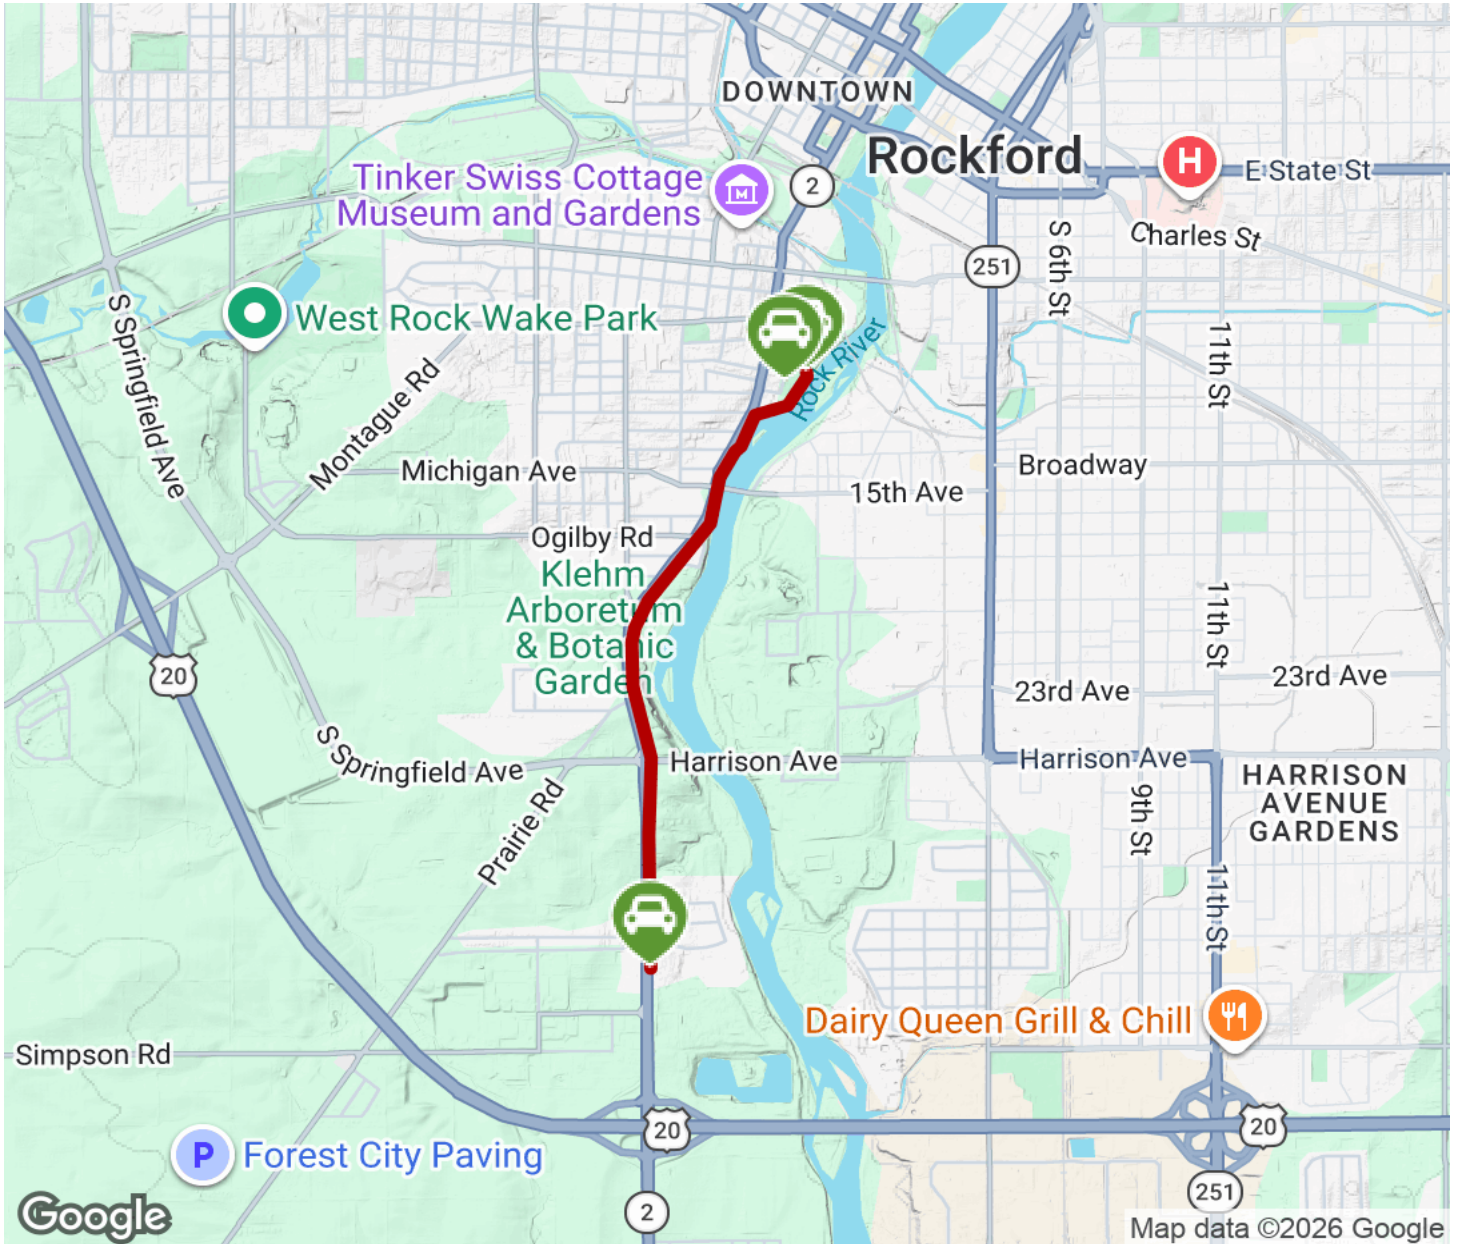 DOWNTOWN
Rockford
H
E State St
Tinker Swiss Cottage
Museum and Gardens
M
2
Charles St
S 6th St
251
S Springfield Ave
West Rock Wake Park
Rock River
11th St
Montague Rd
Michigan Ave
Broadway
15th Ave
Ogilby Rd
Klehm
Arboretum
& Botanic
Garden
11th St
20
23rd Ave
23rd Ave
S Springfield Ave
Harrison Ave
Harrison Ave
HARRISON
AVENUE
GARDENS
Prairie Rd
9th St
11th St
Dairy Queen Grill & Chill
Simpson Rd
20
20
P
Forest City Paving
251
2
Google
Map data ©2026 Google